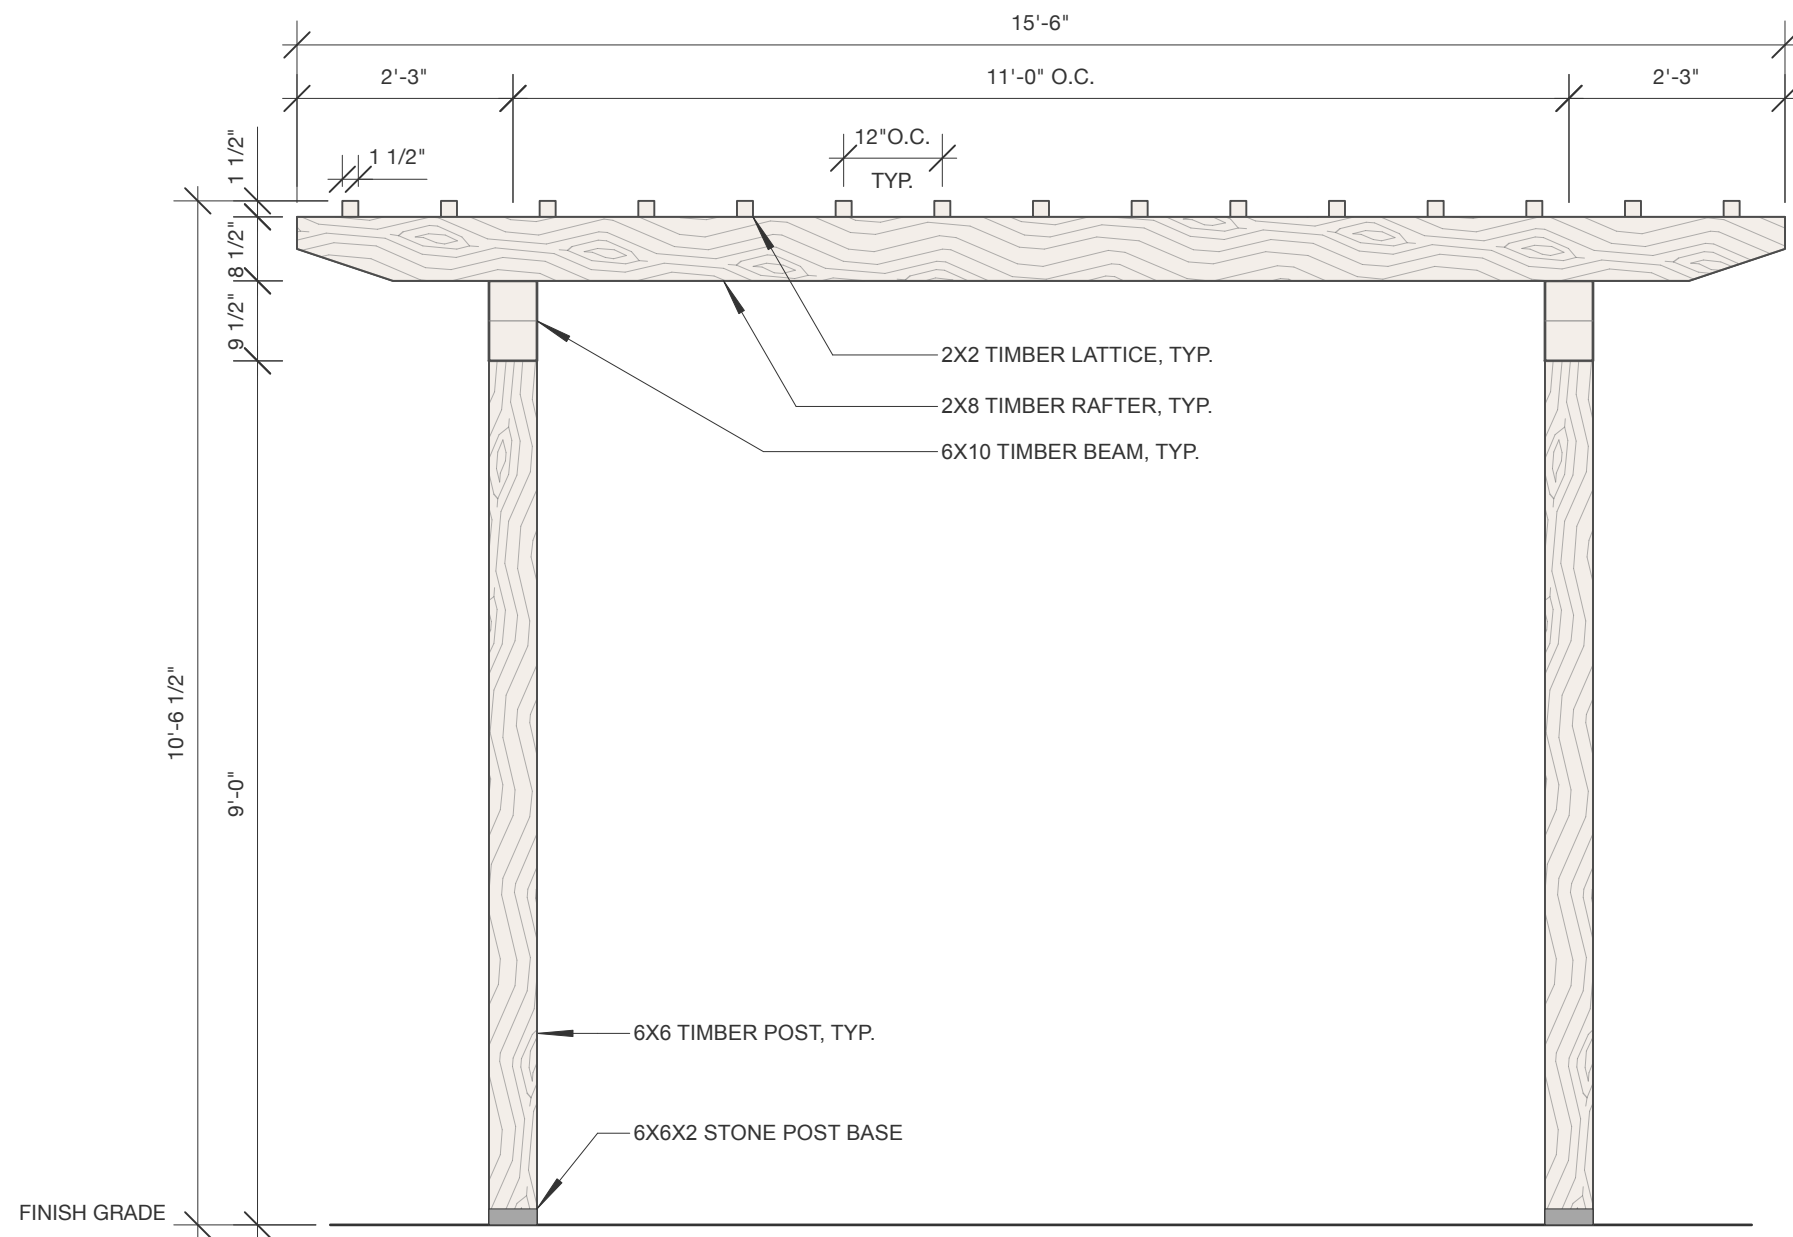 15'-6"
2'-3"
11'-0" O.C.
2'-3"
1 1/2"
1 1/2"
12"O.C.
TYP.
8 1/2"
9 1/2"
2X2 TIMBER LATTICE, TYP.
2X8 TIMBER RAFTER, TYP.
6X10 TIMBER BEAM, TYP.
10'-6 1/2"
9'-0"
6X6 TIMBER POST, TYP.
6X6X2 STONE POST BASE
FINISH GRADE